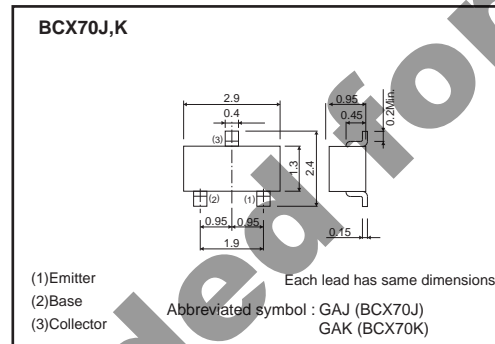 BCX70J,K
2.9
0.4
(3)
0.95
0.45
0.2Min.
1.3
2.4
(2)
(1)
0.95
0.95
1.9
0.15
(1)Emitter
Each lead has same dimensions
(2)Base
Abbreviated symbol : GAJ (BCX70J)
(3)Collector
GAK (BCX70K)
ded for